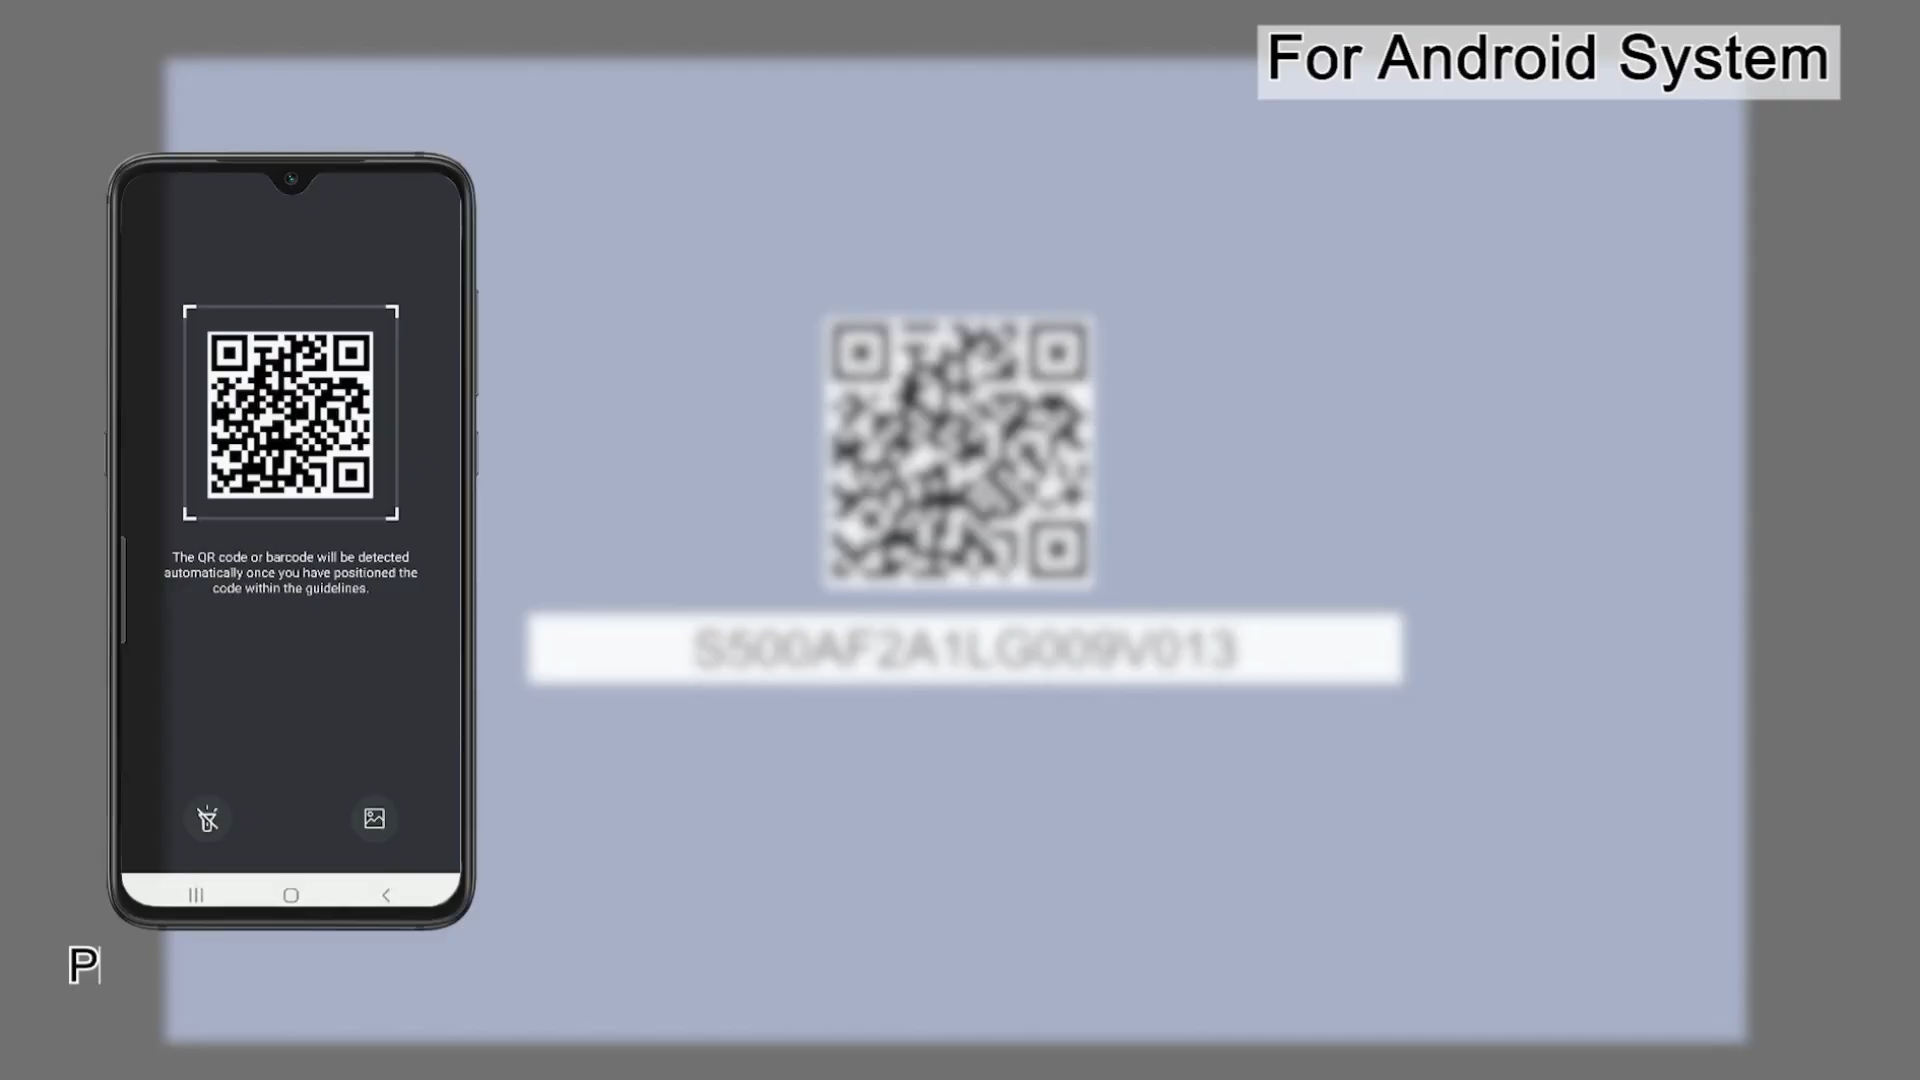 For Android System
The QR code or barcode will be detected
automatically once you have positioned the
code within the guidelines.
S500AF2A1LG009V013
P